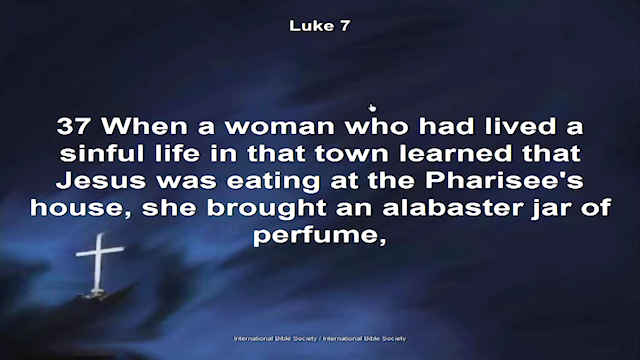 Luke 7
37 When a woman who had lived a
sinful life in that town learned that
Jesus was eating at the Pharisee's
house, she brought an alabaster jar of
perfume,
International Bible Society / International Bible Society